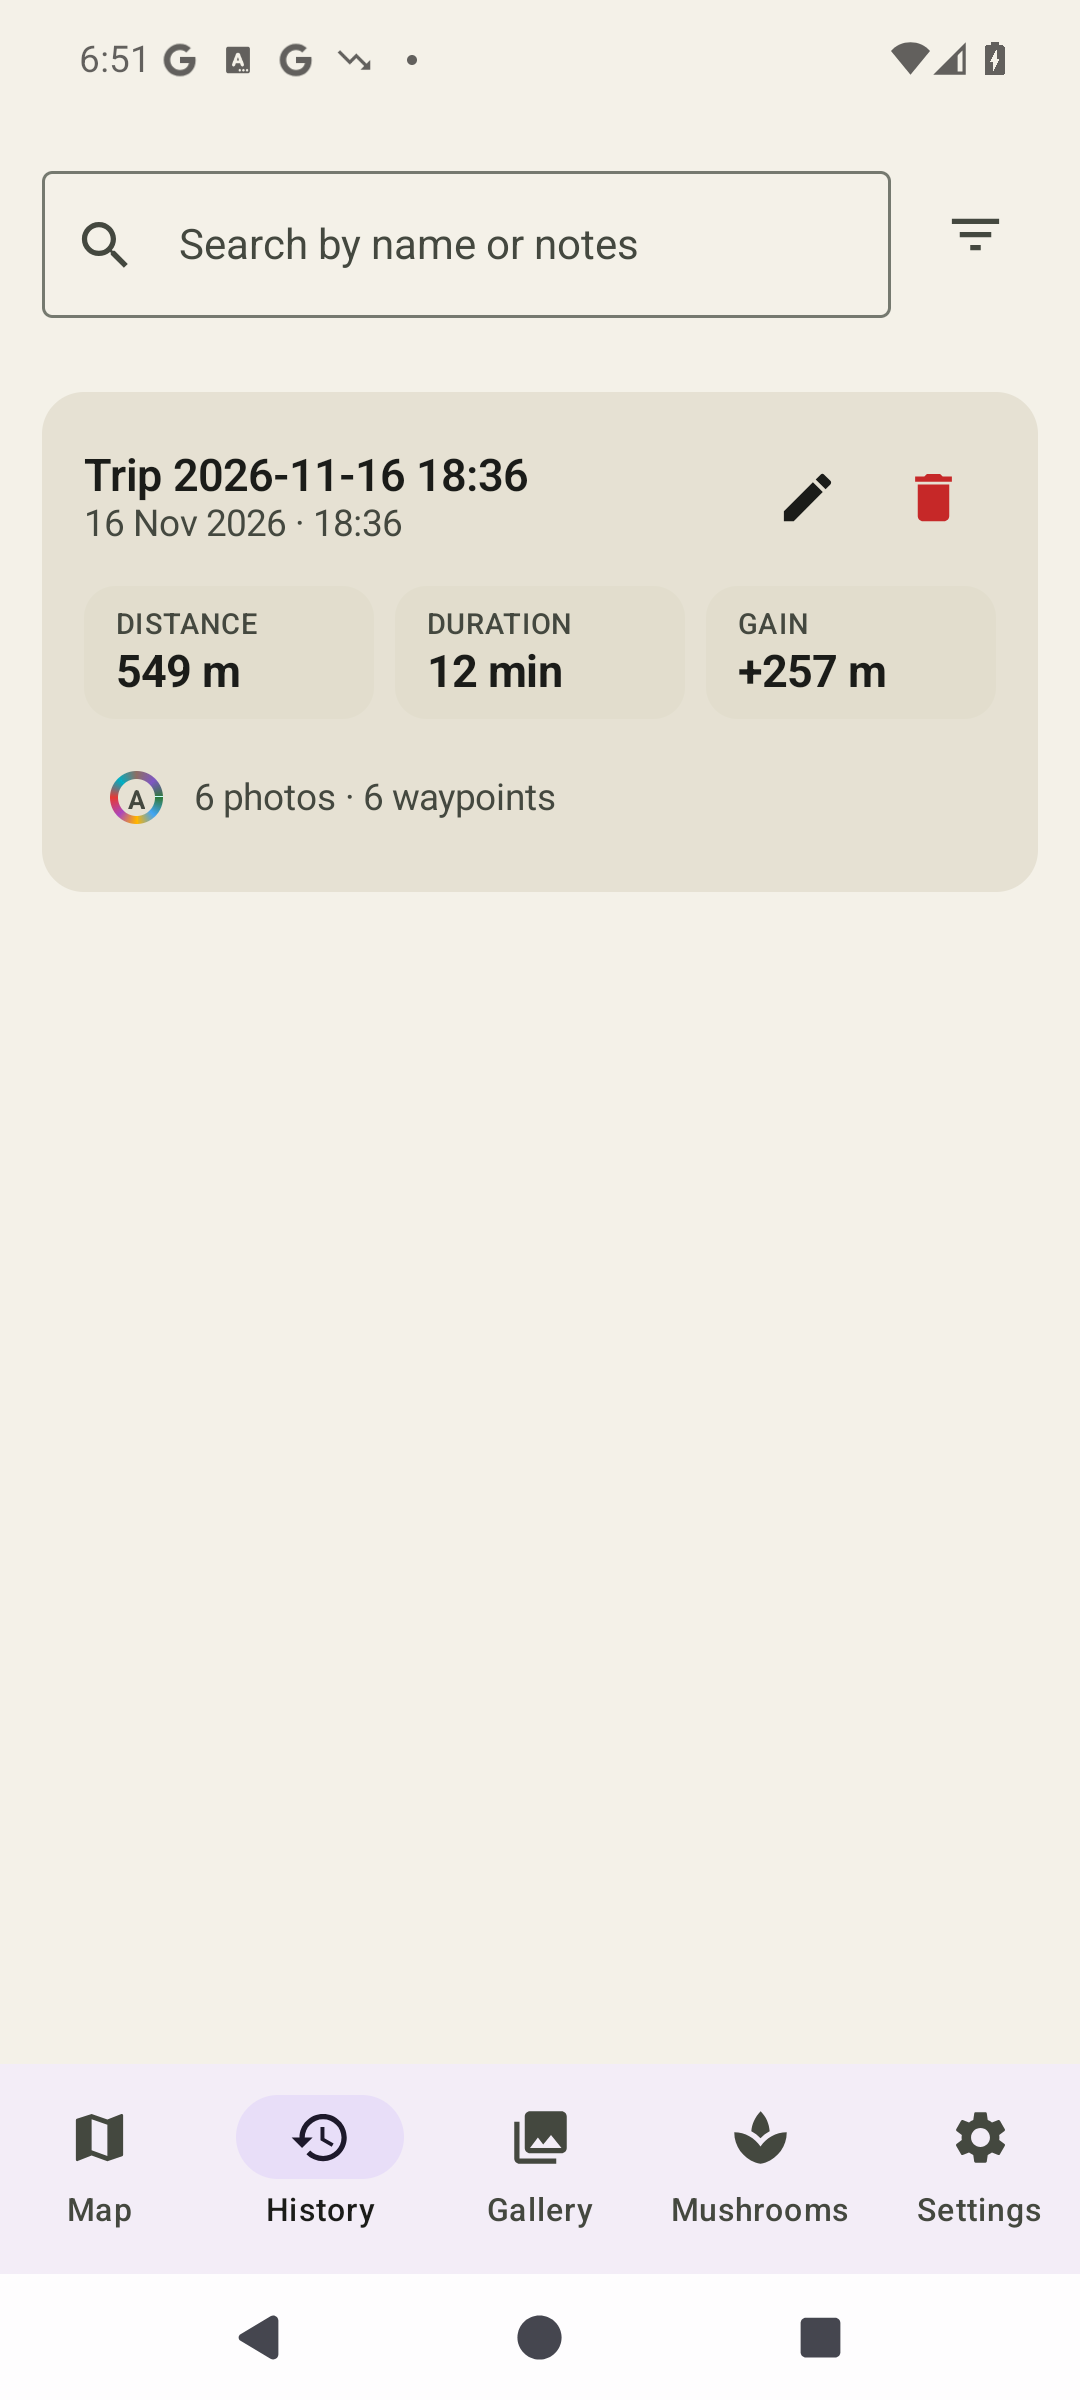 6:51
Search by name or notes
Trip 2026-11-16 18:36
16 Nov 2026 · 18:36
DISTANCE
549 m
DURATION
12 min
GAIN
+257 m
A
6 photos · 6 waypoints
Map
History
Gallery
Mushrooms
Settings